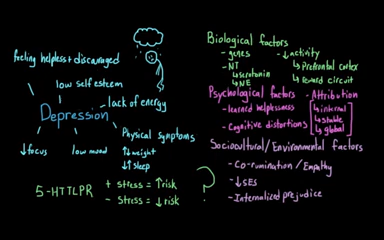 feeling helpless + discouraged
low self esteem
lack of energy
Depression
Physical symptoms
↓↑ weight
↓↑ sleep
↓ focus
low mood
5-HTTLPR
+ stress = ↑ risk
- stress = ↓ risk
?
Biological factors
- genes
- NT
↳ serotonin
↳ NE
- ↓ activity
↳ Prefrontal cortex
↳ reward circuit
Psychological factors
- learned helplessness
- Cognitive distortions
- Attribution
↳ internal
↳ stable
↳ global
Sociocultural/Environmental factors
- Co-rumination / Empathy
- ↓ SES
- Internalized prejudice